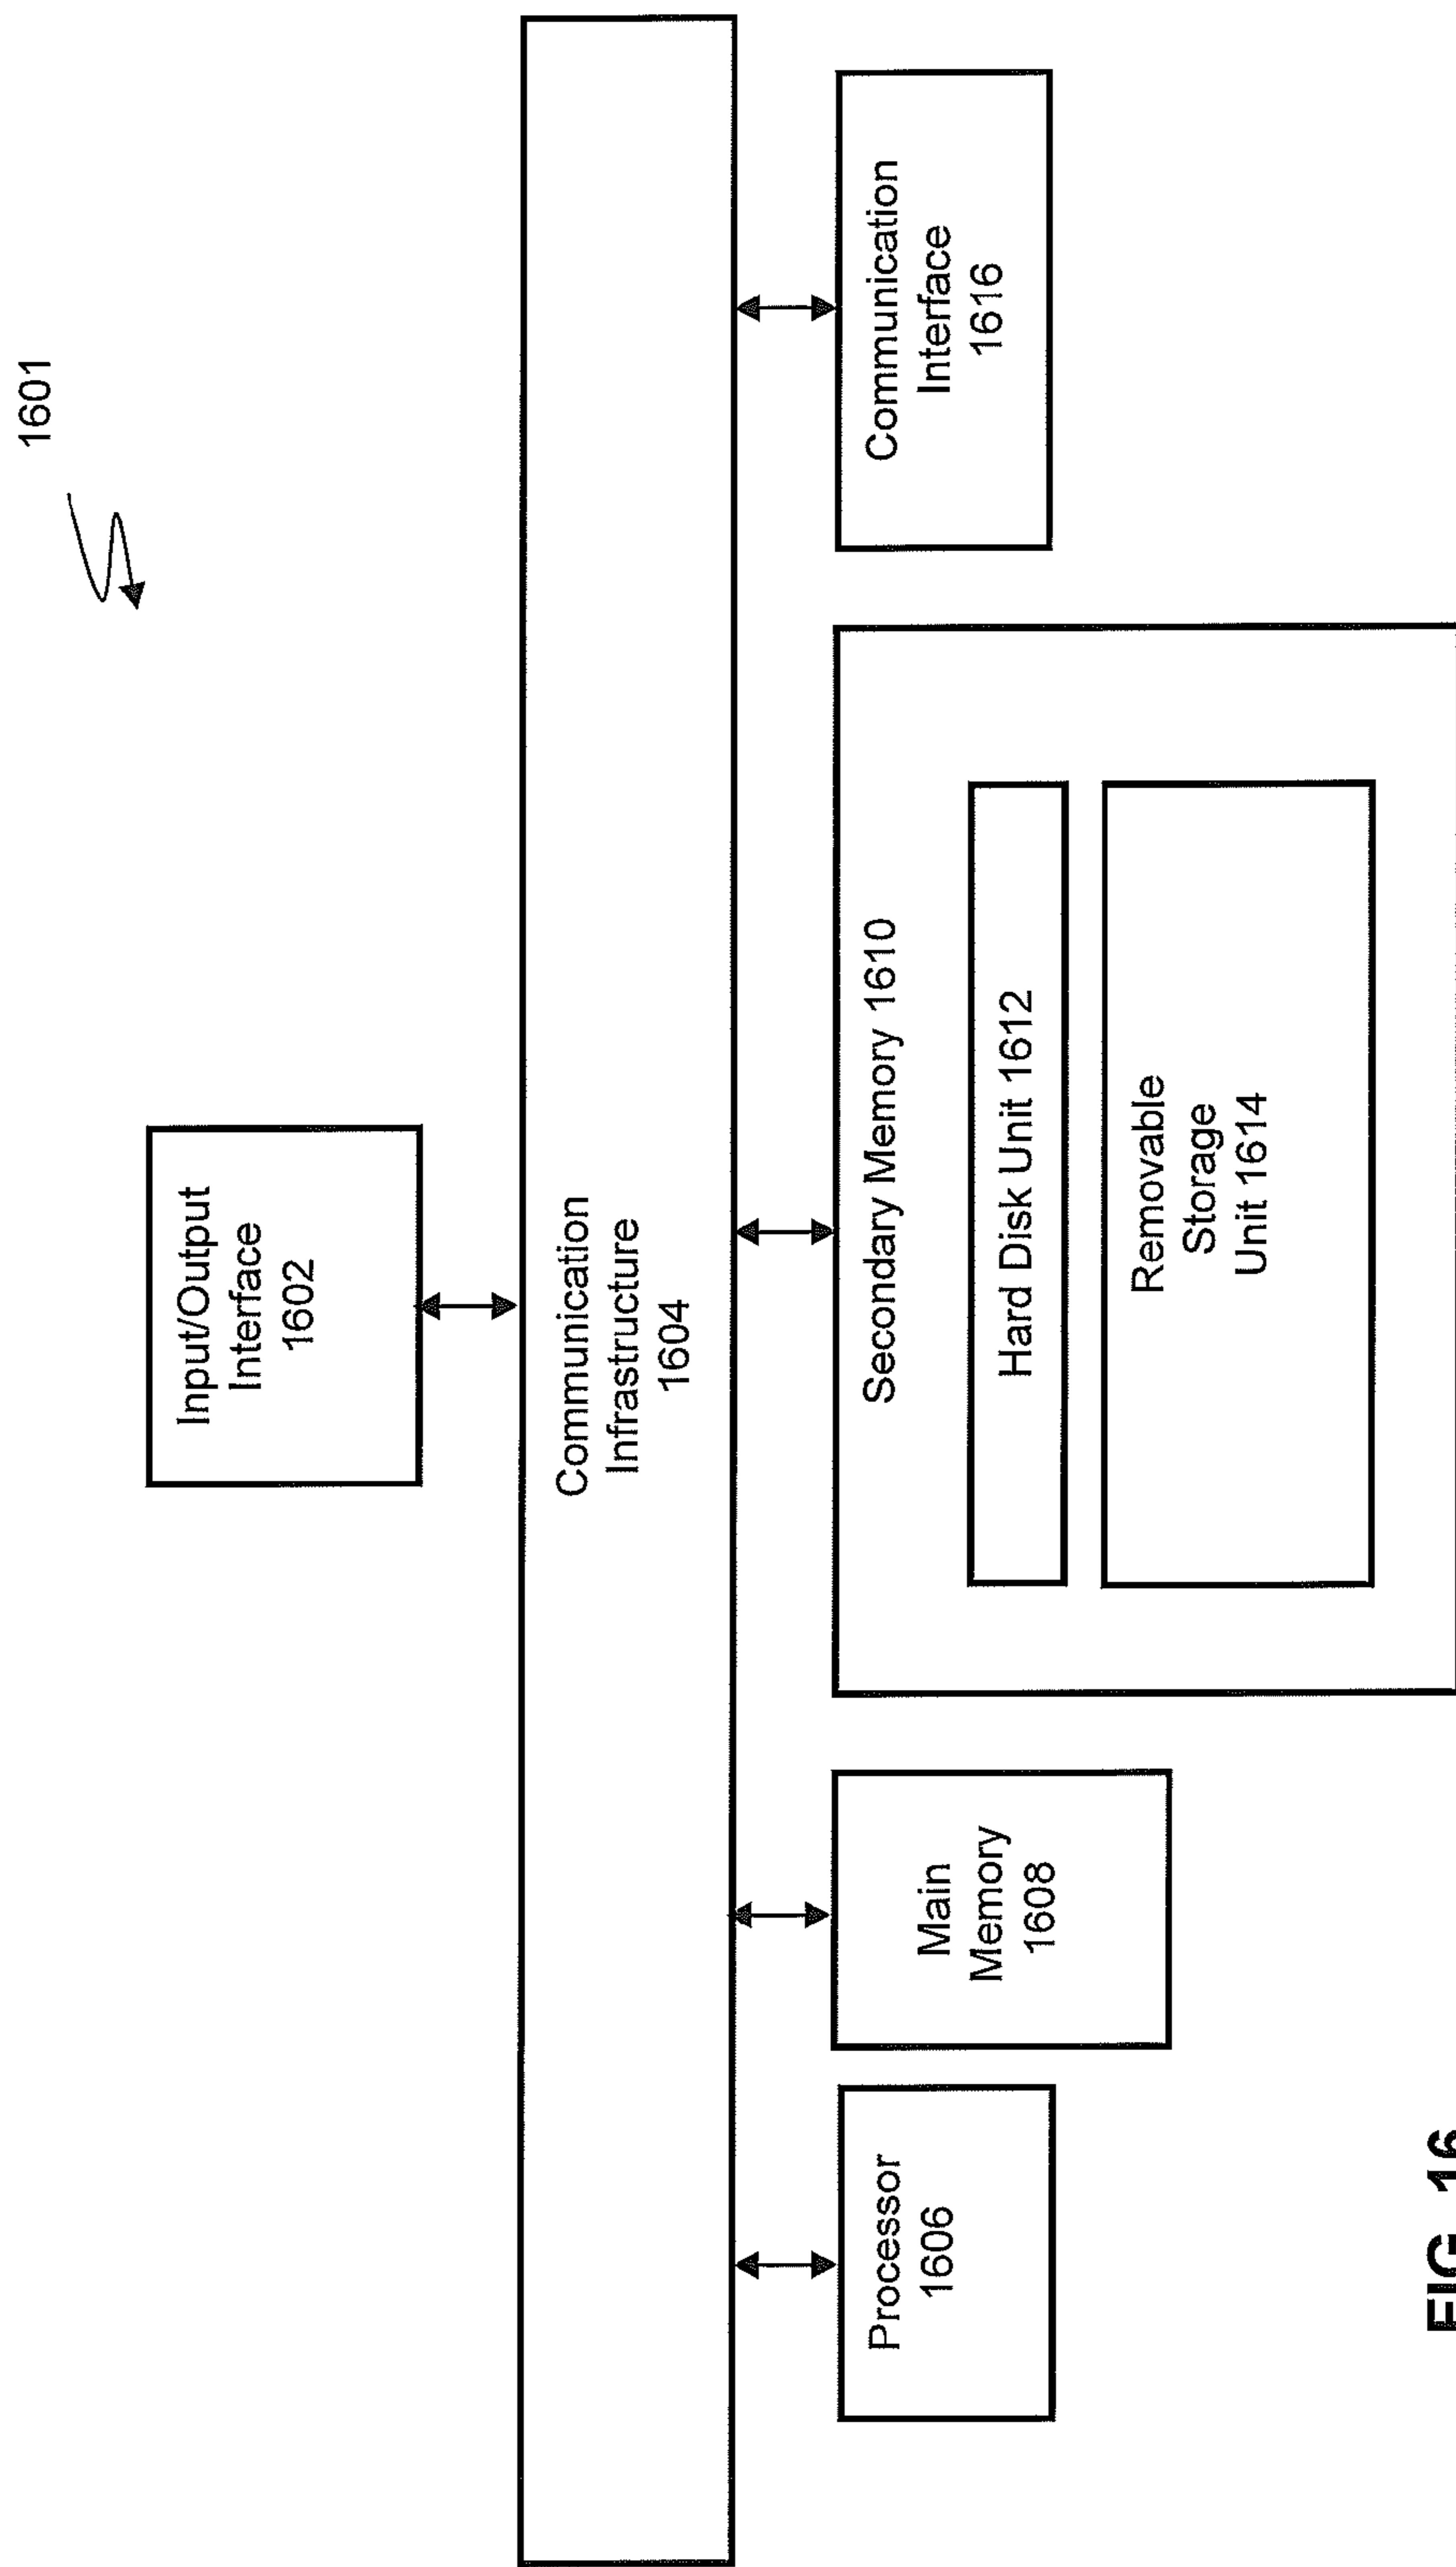 1601
Input/Output
Interface
1602
Communication
Infrastructure
1604
Processor
1606
Main
Memory
1608
Secondary Memory 1610
Hard Disk Unit 1612
Removable
Storage
Unit 1614
Communication
Interface
1616
FIG. 16